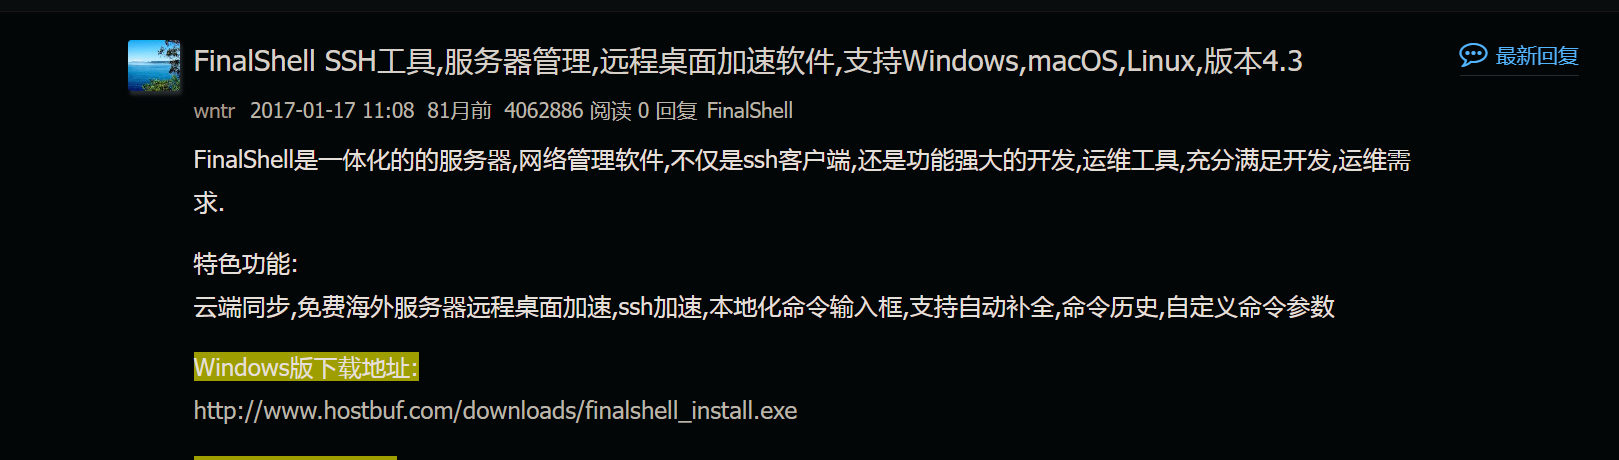 FinalShell SSH工具,服务器管理,远程桌面加速软件,支持Windows,macOS,Linux,版本4.3
最新回复
wntr 2017-01-17 11:08 81月前 4062886 阅读 0 回复 FinalShell
FinalShell是一体化的的服务器,网络管理软件,不仅是ssh客户端,还是功能强大的开发,运维工具,充分满足开发,运维需
求.
特色功能:
云端同步,免费海外服务器远程桌面加速,ssh加速,本地化命令输入框,支持自动补全,命令历史,自定义命令参数
Windows版下载地址:
http://www.hostbuf.com/downloads/finalshell_install.exe